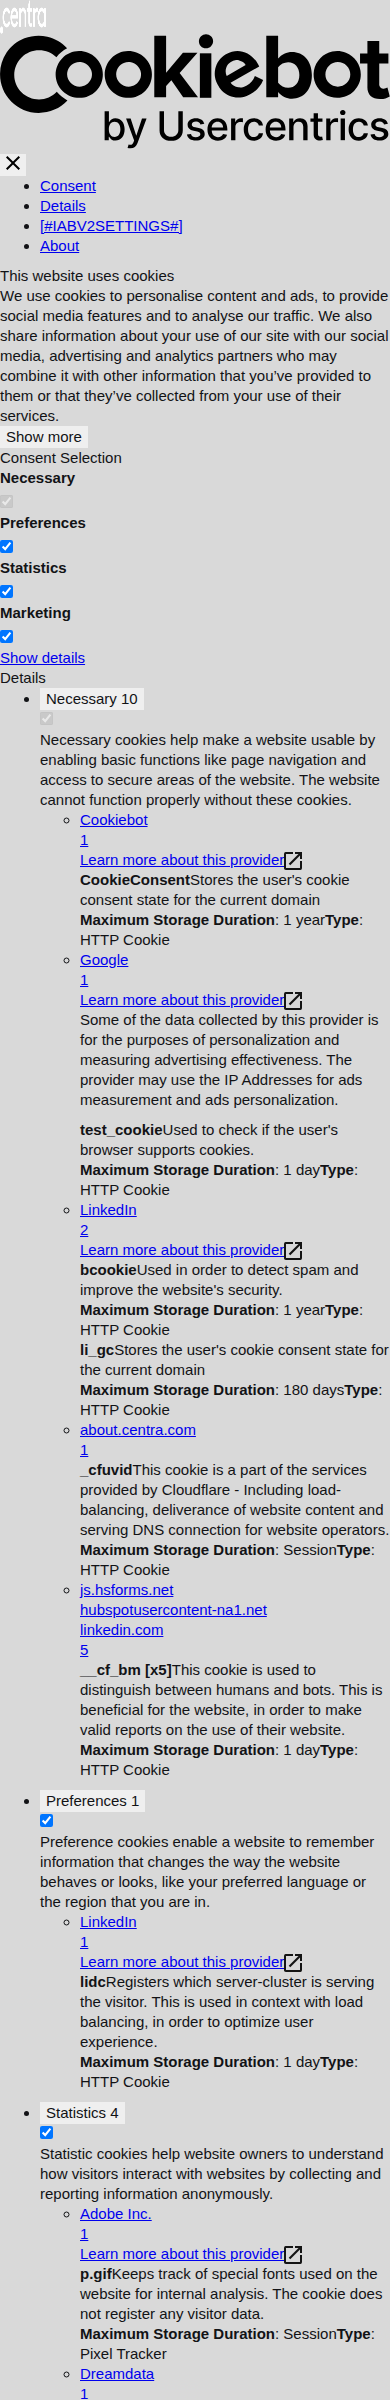 centra
Cookiebot
by Usercentrics
Consent
Details
[#IABV2SETTINGS#]
About
This website uses cookies
We use cookies to personalise content and ads, to provide
social media features and to analyse our traffic. We also
share information about your use of our site with our social
media, advertising and analytics partners who may
combine it with other information that you've provided to
them or that they've collected from your use of their
services.
Show more
Consent Selection
Necessary
Preferences
Statistics
Marketing
Show details
Details
Necessary 10
Necessary cookies help make a website usable by
enabling basic functions like page navigation and
access to secure areas of the website. The website
cannot function properly without these cookies.
Cookiebot
1
Learn more about this provider
CookieConsentStores the user's cookie
consent state for the current domain
Maximum Storage Duration: 1 yearType:
HTTP Cookie
Google
1
Learn more about this provider
Some of the data collected by this provider is
for the purposes of personalization and
measuring advertising effectiveness. The
provider may use the IP Addresses for ads
measurement and ads personalization.
test_cookieUsed to check if the user's
browser supports cookies.
Maximum Storage Duration: 1 dayType:
HTTP Cookie
LinkedIn
2
Learn more about this provider
bcookieUsed in order to detect spam and
improve the website's security.
Maximum Storage Duration: 1 yearType:
HTTP Cookie
li_gcStores the user's cookie consent state for
the current domain
Maximum Storage Duration: 180 daysType:
HTTP Cookie
about.centra.com
1
_cfuvidThis cookie is a part of the services
provided by Cloudflare - Including load-
balancing, deliverance of website content and
serving DNS connection for website operators.
Maximum Storage Duration: SessionType:
HTTP Cookie
js.hsforms.net
hubspotusercontent-na1.net
linkedin.com
5
__cf_bm [x5]This cookie is used to
distinguish between humans and bots. This is
beneficial for the website, in order to make
valid reports on the use of their website.
Maximum Storage Duration: 1 dayType:
HTTP Cookie
Preferences 1
Preference cookies enable a website to remember
information that changes the way the website
behaves or looks, like your preferred language or
the region that you are in.
LinkedIn
1
Learn more about this provider
lidcRegisters which server-cluster is serving
the visitor. This is used in context with load
balancing, in order to optimize user
experience.
Maximum Storage Duration: 1 dayType:
HTTP Cookie
Statistics 4
Statistic cookies help website owners to understand
how visitors interact with websites by collecting and
reporting information anonymously.
Adobe Inc.
1
Learn more about this provider
p.gifKeeps track of special fonts used on the
website for internal analysis. The cookie does
not register any visitor data.
Maximum Storage Duration: SessionType:
Pixel Tracker
Dreamdata
1